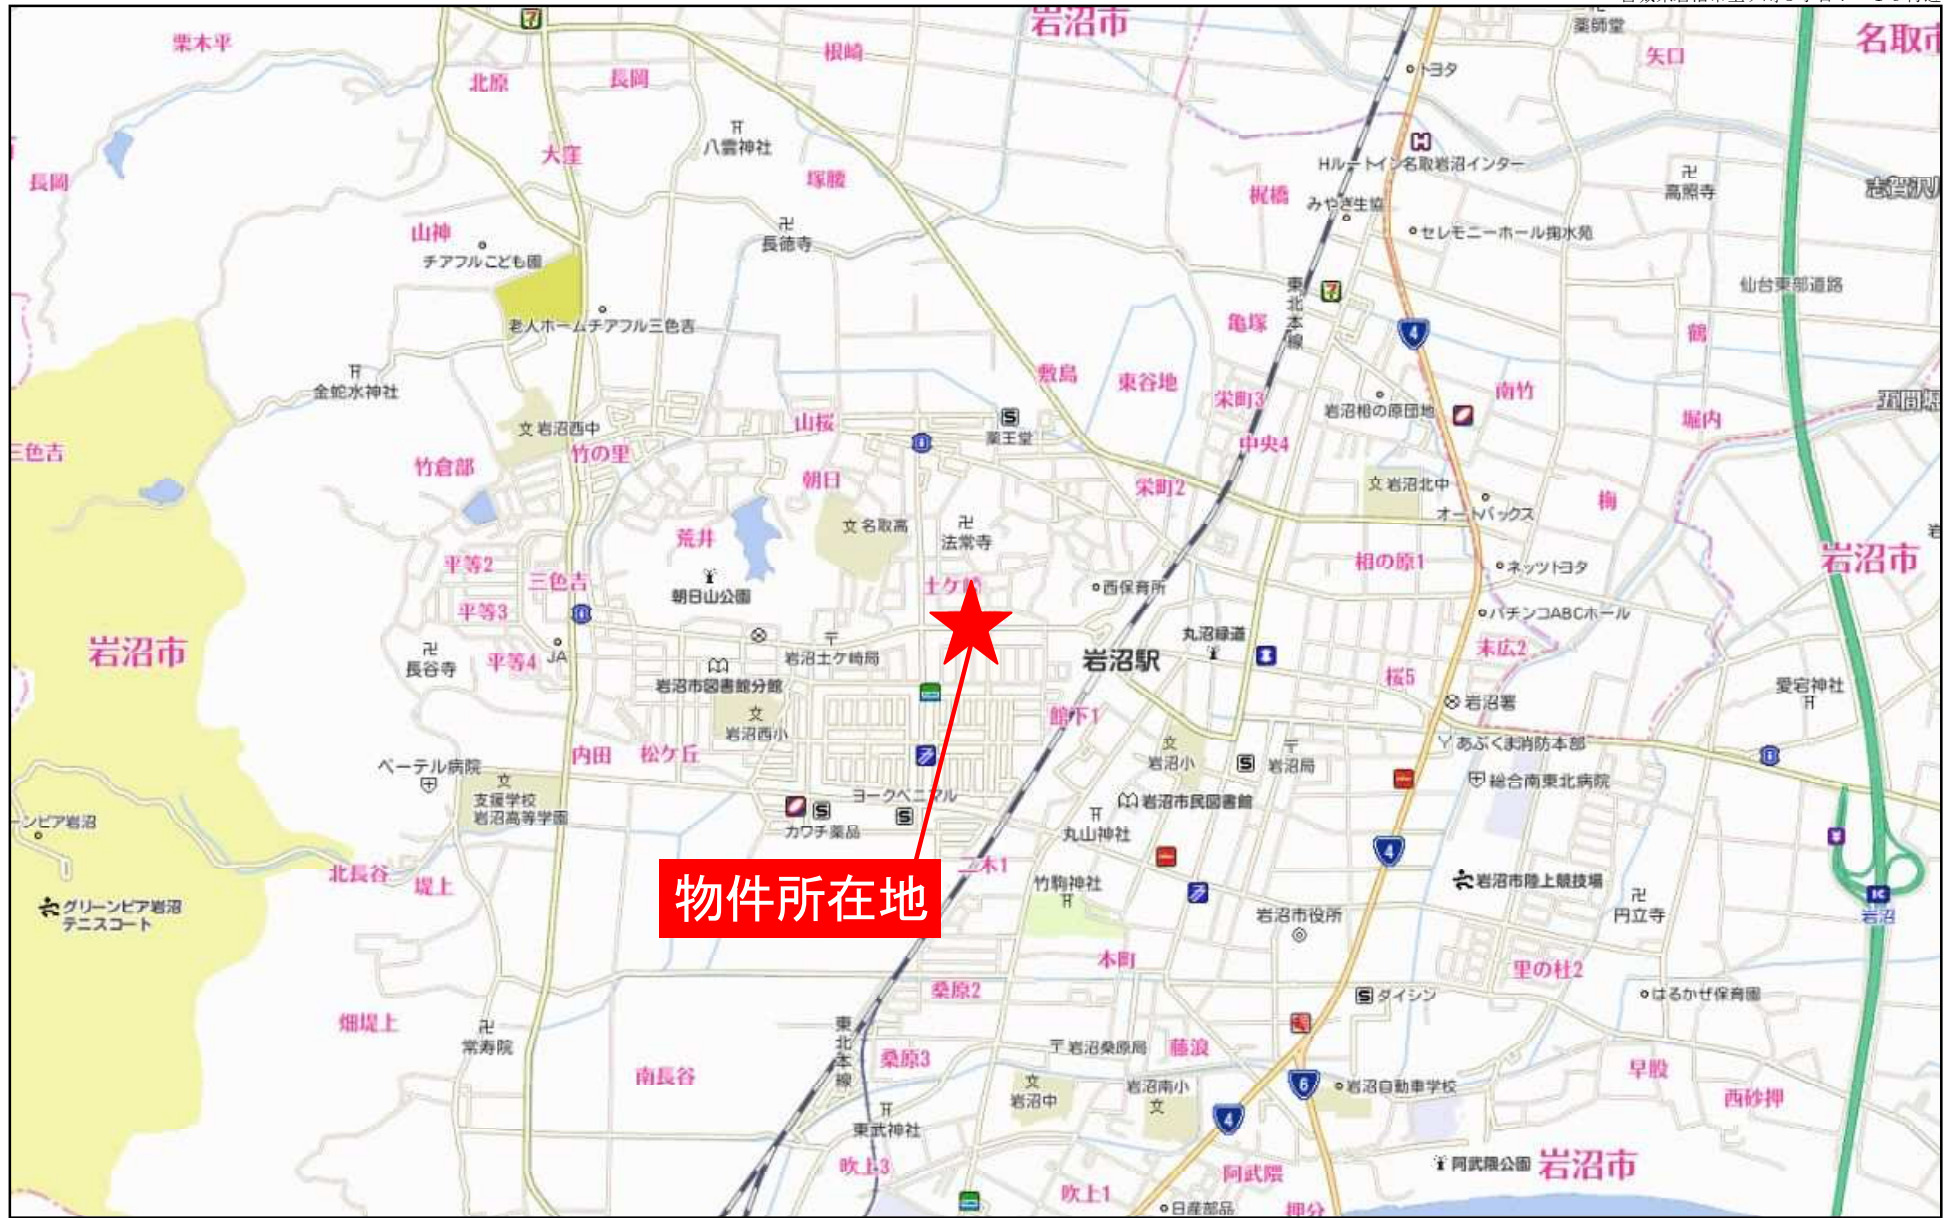 岩沼市
薬師堂
名取市
栗木平
根崎
矢口
北原
長岡
トヨタ
八雲神社
大窪
Hルートイン名取岩沼インター
長岡
塚腰
梶橋
高照寺
みやぎ生協
山神
長徳寺
セレモニーホール掬水苑
チアフルこども園
東北本線
仙台東部道路
老人ホームチアフル三色吉
亀塚
4
鶴
金蛇水神社
敷島
東谷地
南竹
栄町3
岩沼相の原団地
堀内
山桜
薬王堂
文 岩沼西中
中央4
三色吉
竹の里
竹倉部
朝日
栄町2
文 岩沼北中
梅
オートバックス
文 名取高
法常寺
荒井
岩沼市
平等2
三色吉
土ケ崎
相の原1
ネッツトヨタ
朝日山公園
西保育所
平等3
パチンコABCホール
丸沼緑道
岩沼市
長谷寺
平等4
JA
岩沼土ケ崎局
岩沼駅
末広2
岩沼市図書館分館
桜5
愛宕神社
岩沼署
文
岩沼西小
館下1
内田
松ケ丘
文
岩沼小
岩沼局
あぶくま消防本部
ベーテル病院
文
支援学校
岩沼高等学園
総合南東北病院
ヨークベニマル
岩沼市民図書館
ンピア岩沼
カワチ薬品
丸山神社
4
北長谷
堤上
二木1
竹駒神社
岩沼市陸上競技場
物件所在地
グリーンピア岩沼
テニスコート
岩沼市役所
円立寺
IC
岩沼
本町
里の杜2
桑原2
ダイシン
はるかぜ保育園
畑堤上
常寿院
東北本線
桑原3
岩沼桑原局
藤浪
南長谷
文
岩沼中
岩沼南小
文
6
岩沼自動車学校
早股
西砂押
4
東武神社
吹上3
阿武隈
阿武隈公園
岩沼市
吹上1
日産部品
押分